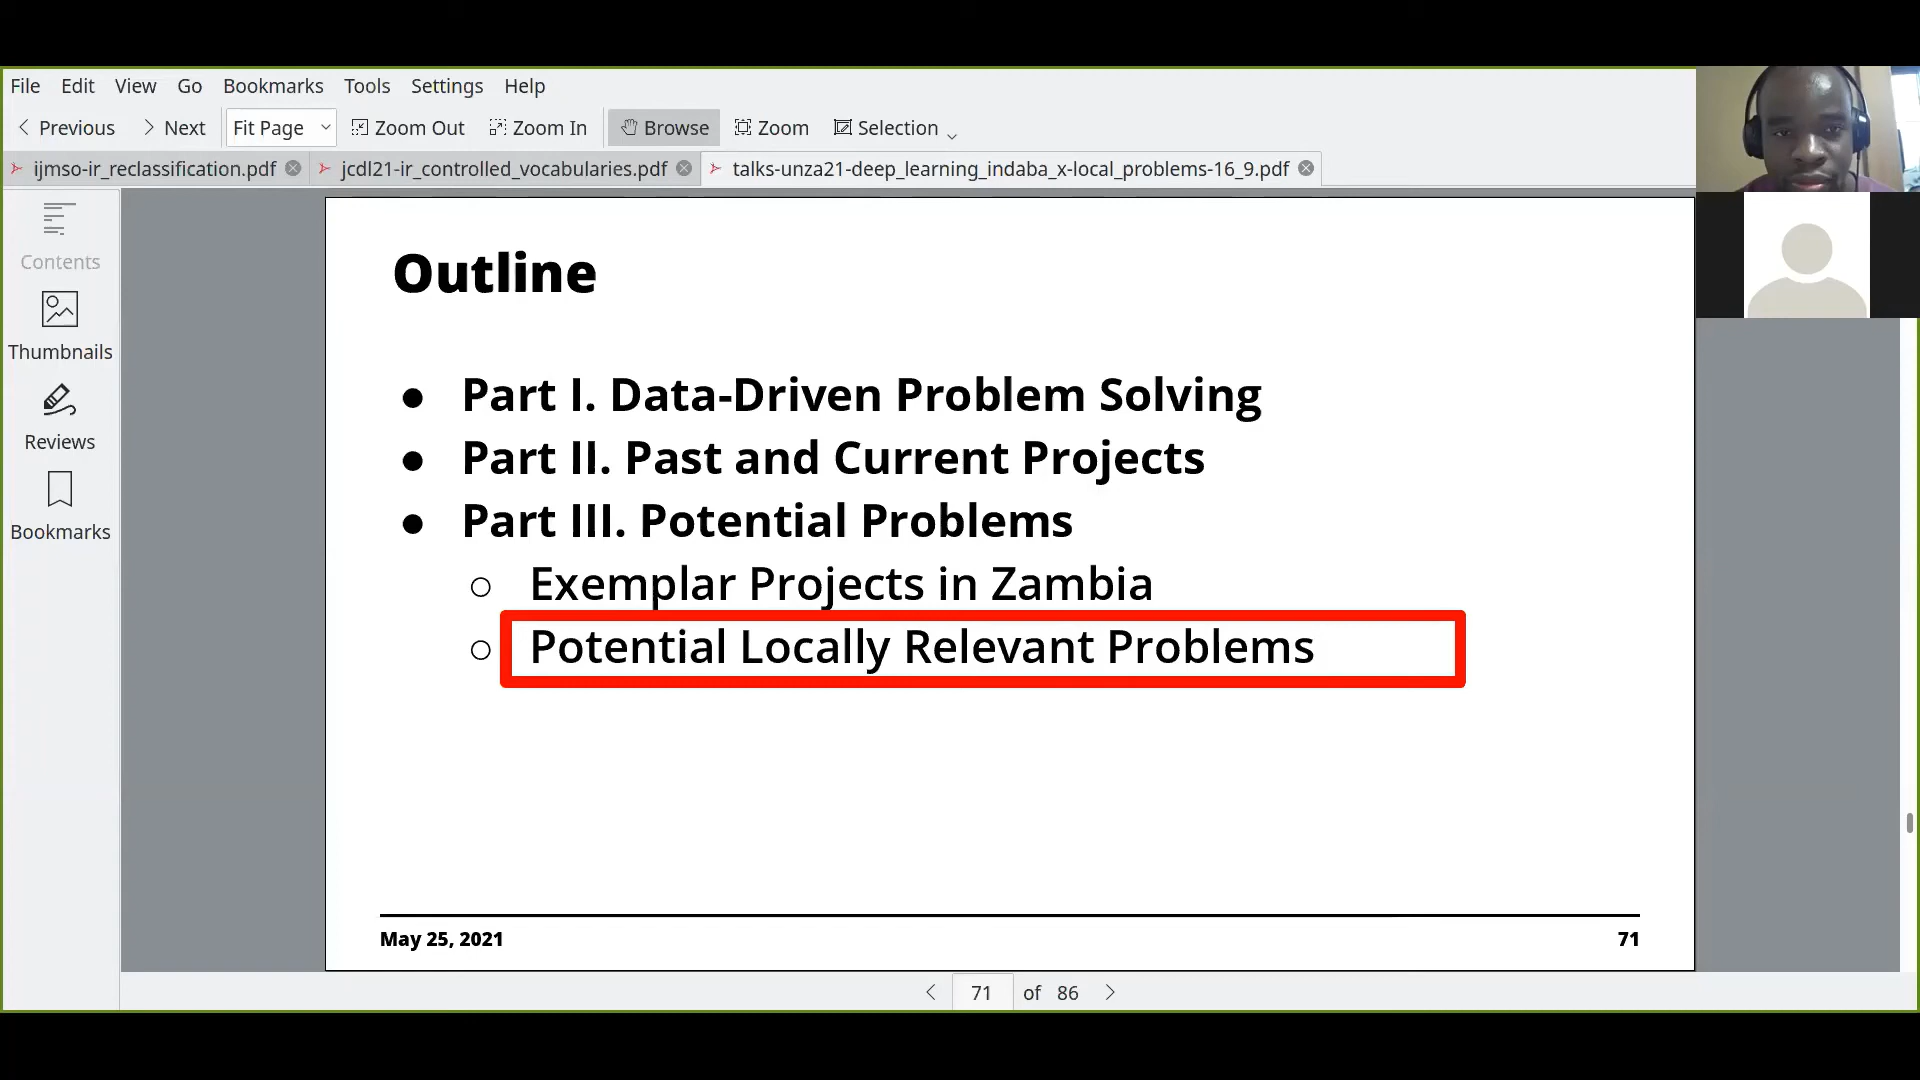 File Edit View Go Bookmarks Tools Settings Help
Previous Next Fit Page Zoom Out Zoom In Browse Zoom Selection
ijmso-ir_reclassification.pdf jcdl21-ir_controlled_vocabularies.pdf talks-unza21-deep_learning_indaba_x-local_problems-16_9.pdf
Contents
Thumbnails
Reviews
Bookmarks
Outline
● Part I. Data-Driven Problem Solving
● Part II. Past and Current Projects
● Part III. Potential Problems
○ Exemplar Projects in Zambia
○ Potential Locally Relevant Problems
May 25, 2021 71
71 of 86